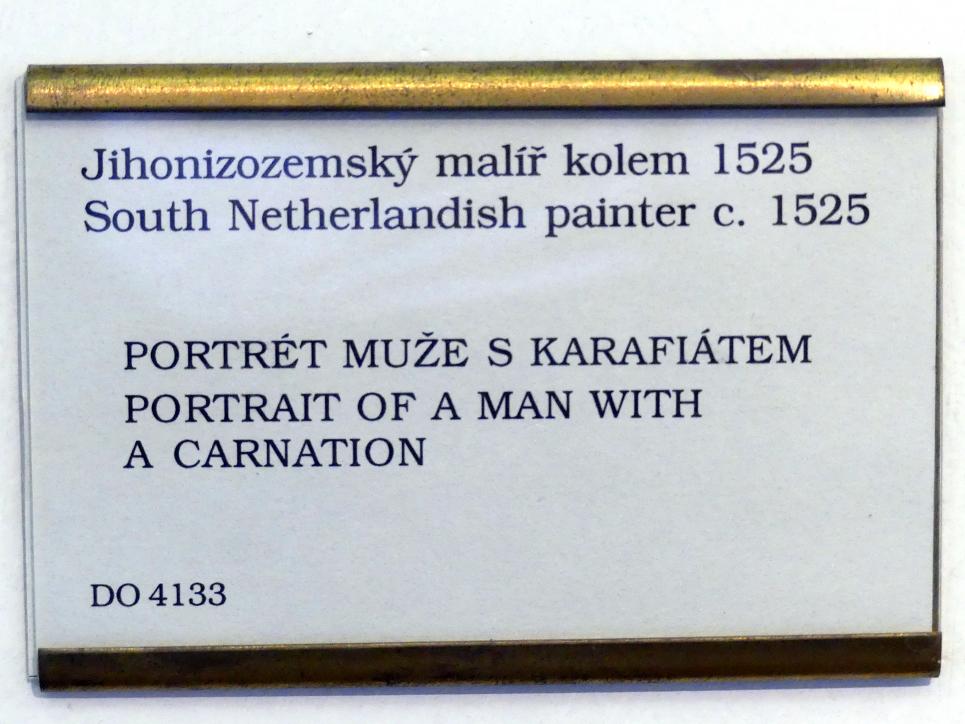 Jihonizozemský malíř kolem 1525
South Netherlandish painter c. 1525
PORTRÉT MUŽE S KARAFIÁTEM
PORTRAIT OF A MAN WITH
A CARNATION
DO 4133